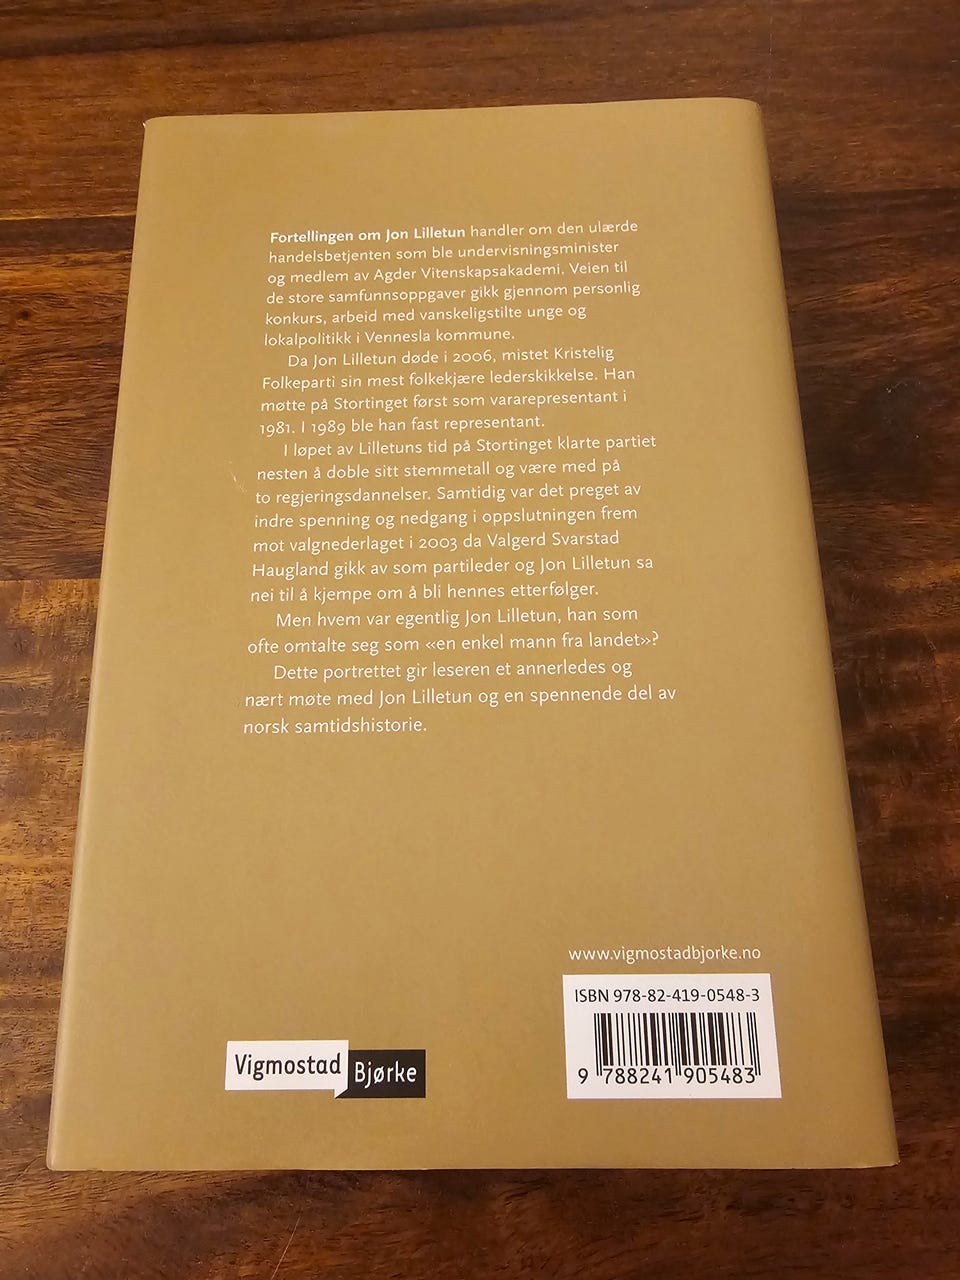 Fortellingen om Jon Lilletun handler om den ulærde
handelsbetjenten som ble undervisningsminister
og medlem av Agder Vitenskapsakademi. Veien til
de store samfunnsoppgaver gikk gjennom personlig
konkurs, arbeid med vanskeligstilte unge og
lokalpolitikk i Vennesla kommune.
Da Jon Lilletun døde i 2006, mistet Kristelig
Folkeparti sin mest folkekjære lederskikkelse. Han
møtte på Stortinget først som vararepresentant i
1981. I 1989 ble han fast representant.
I løpet av Lilletuns tid på Stortinget klarte partiet
nesten å doble sitt stemmetall og være med på
to regjeringsdannelser. Samtidig var det preget av
indre spenning og nedgang i oppslutningen frem
mot valgnederlaget i 2003 da Valgerd Svarstad
Haugland gikk av som partileder og Jon Lilletun sa
nei til å kjempe om å bli hennes etterfølger.
Men hvem var egentlig Jon Lilletun, han som
ofte omtalte seg som «en enkel mann fra landet»?
Dette portrettet gir leseren et annerledes og
nært møte med Jon Lilletun og en spennende del av
norsk samtidshistorie.
www.vigmostadbjorke.no
ISBN 978-82-419-0548-3
9 788241 905483
Vigmostad Bjørke